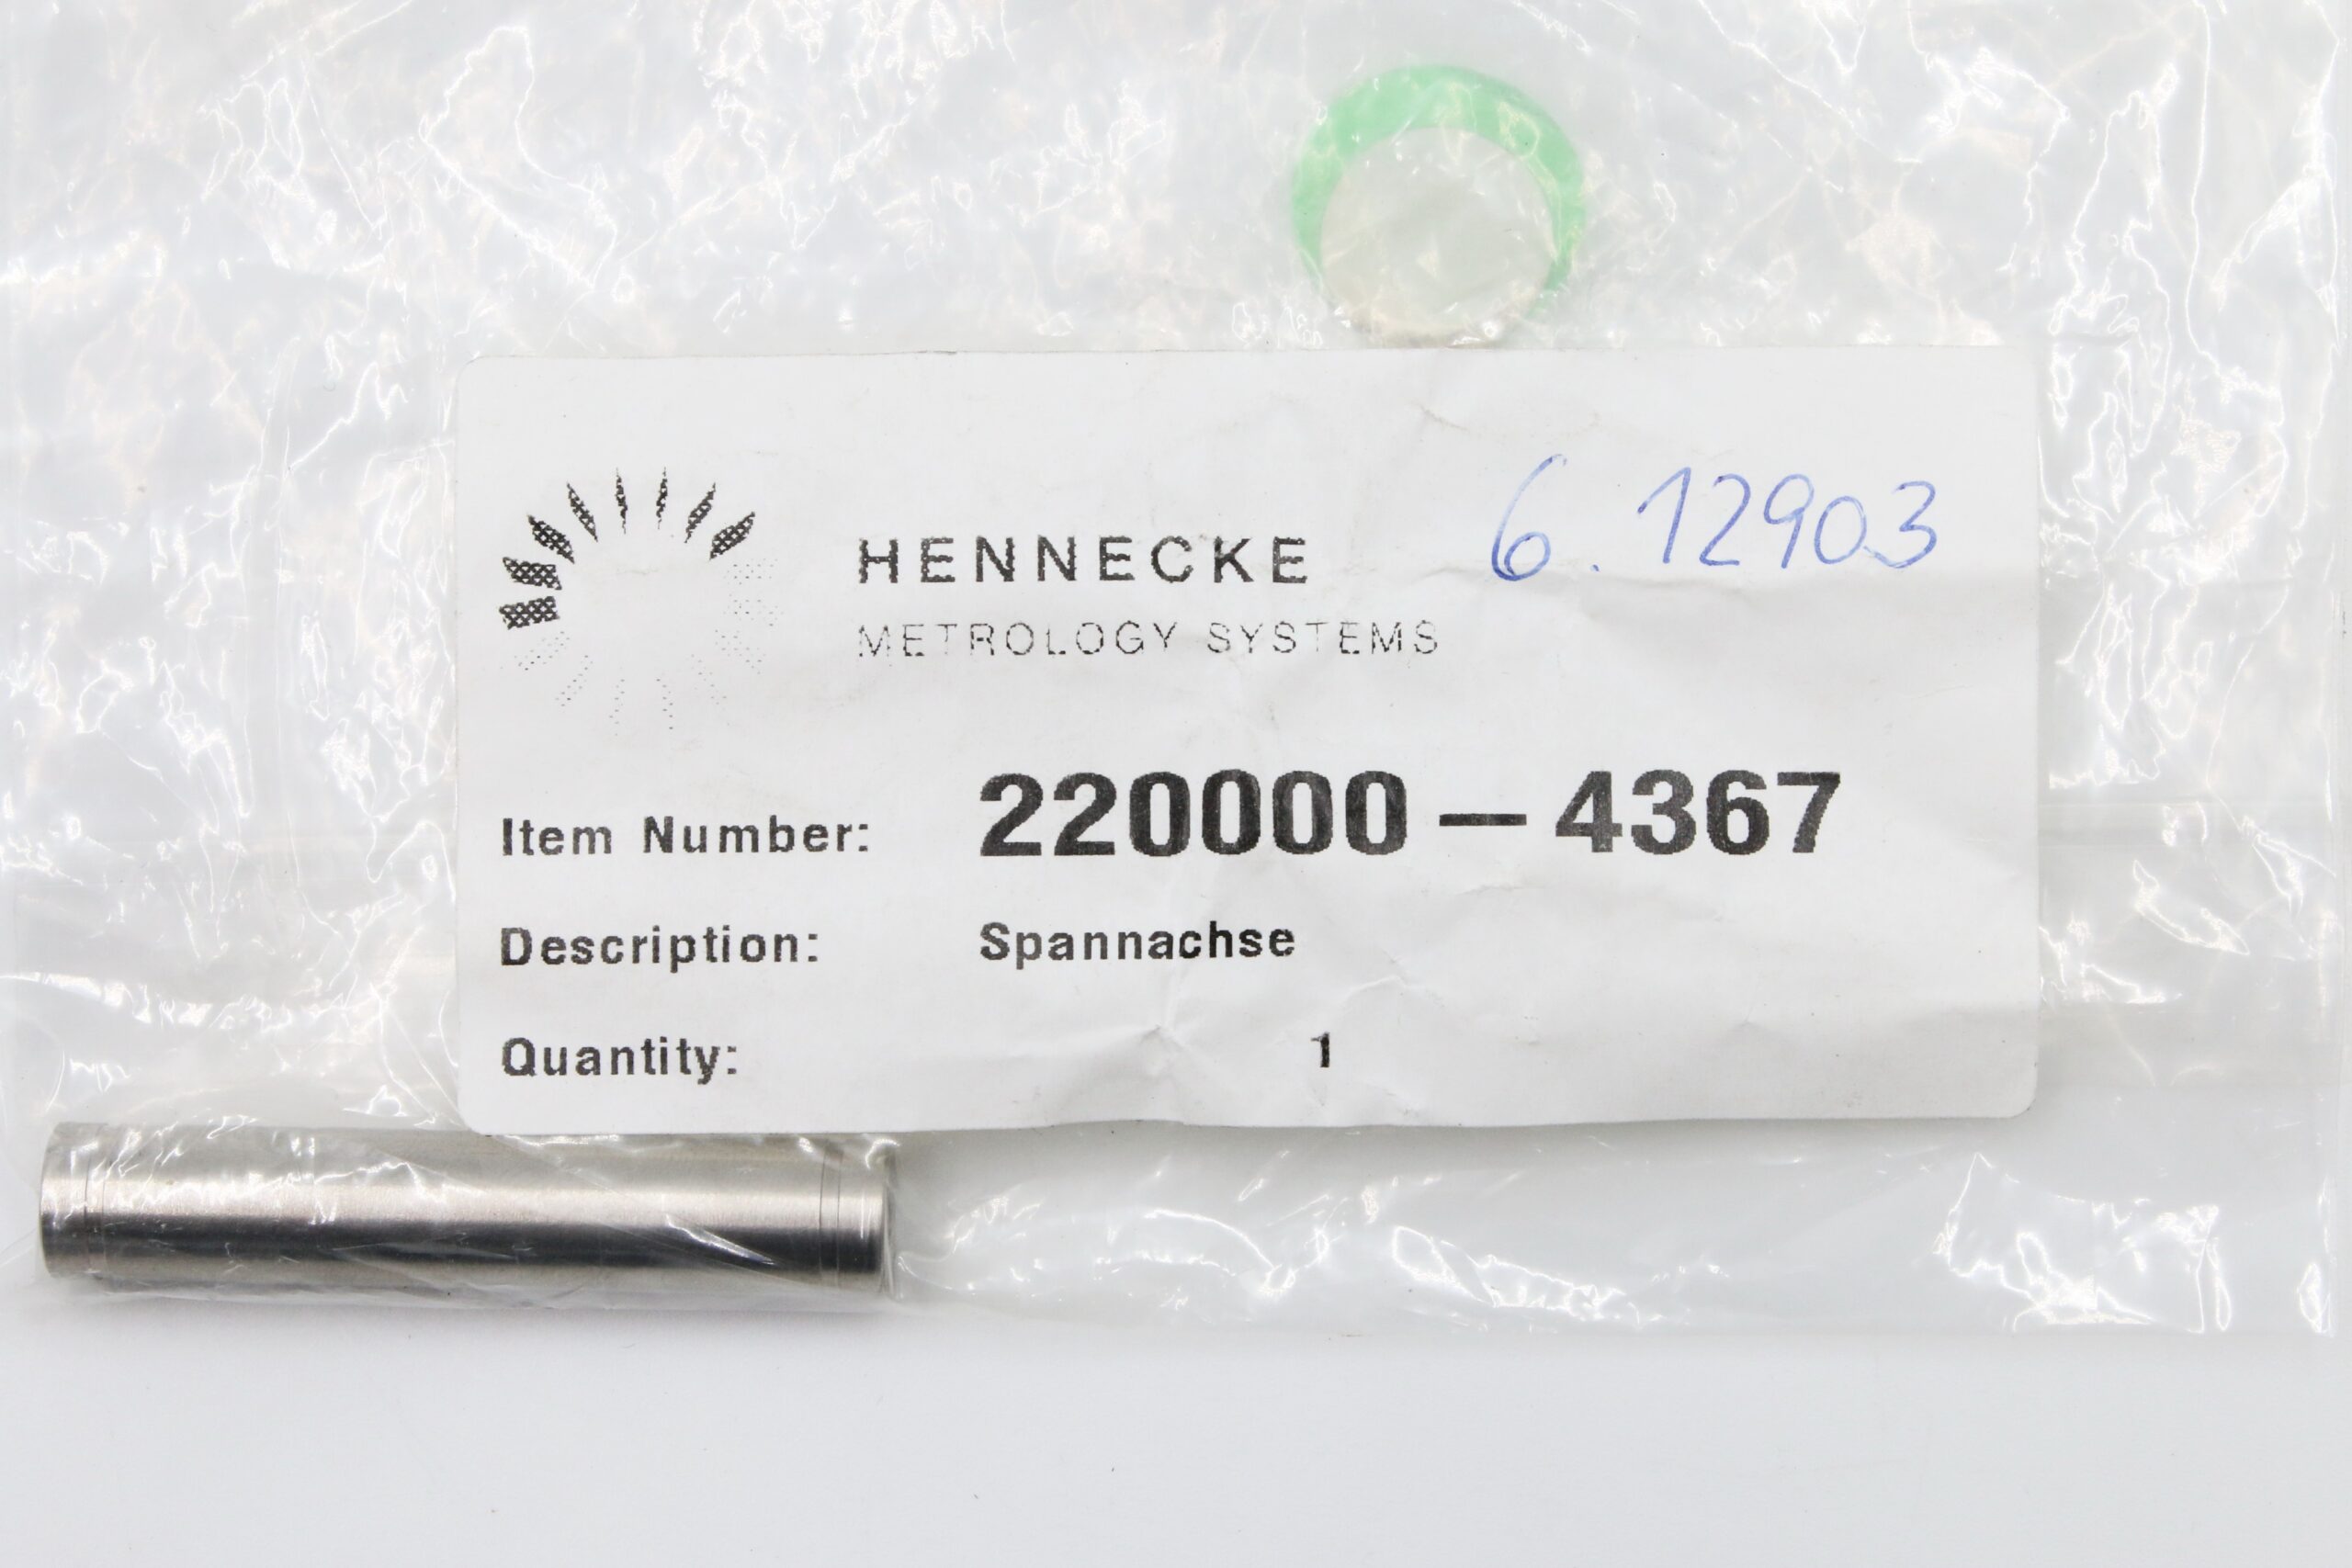 HENNECKE
6.12903
METROLOGY SYSTEMS
Item Number: 220000-4367
Description: Spannachse
Quantity: 1